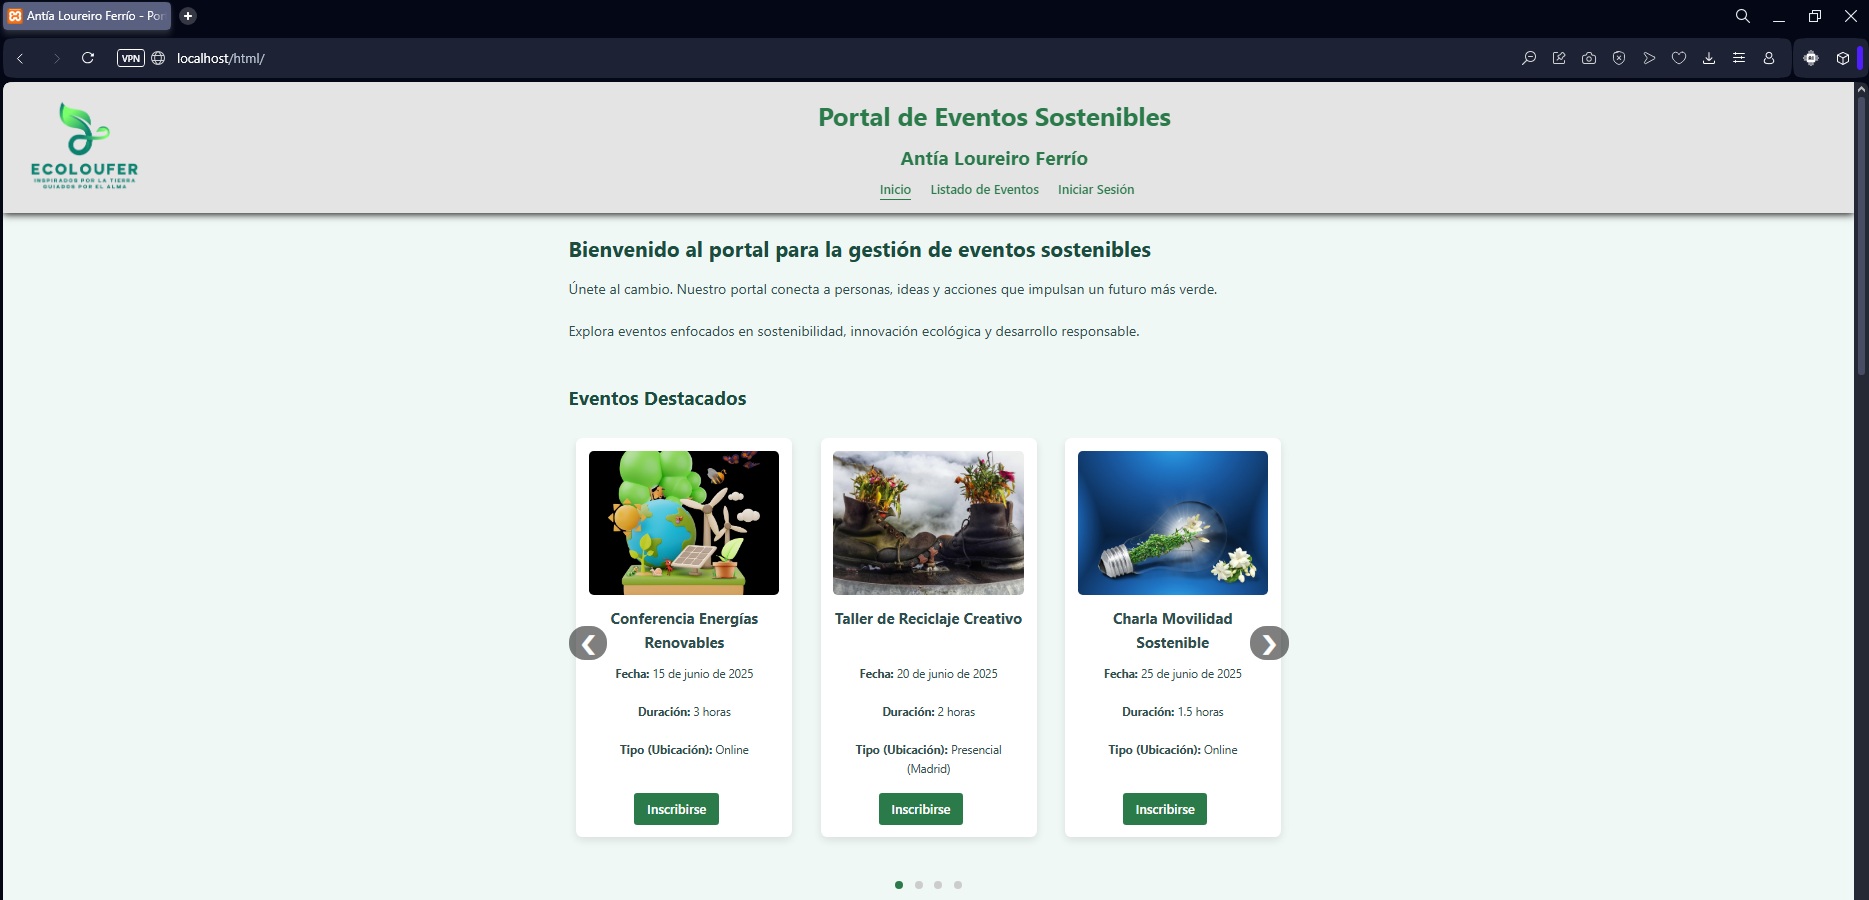 Antía Loureiro Ferrío - Por
VPN
localhost/html/
ECOLOUFER
INSPIRADOS POR LA TIERRA
GUIADOS POR EL ALMA
Portal de Eventos Sostenibles
Antía Loureiro Ferrío
Inicio Listado de Eventos Iniciar Sesión
Bienvenido al portal para la gestión de eventos sostenibles
Únete al cambio. Nuestro portal conecta a personas, ideas y acciones que impulsan un futuro más verde.
Explora eventos enfocados en sostenibilidad, innovación ecológica y desarrollo responsable.
Eventos Destacados
Conferencia Energías
Renovables
Fecha: 15 de junio de 2025
Duración: 3 horas
Tipo (Ubicación): Online
Inscribirse
Taller de Reciclaje Creativo
Fecha: 20 de junio de 2025
Duración: 2 horas
Tipo (Ubicación): Presencial
(Madrid)
Inscribirse
Charla Movilidad
Sostenible
Fecha: 25 de junio de 2025
Duración: 1.5 horas
Tipo (Ubicación): Online
Inscribirse